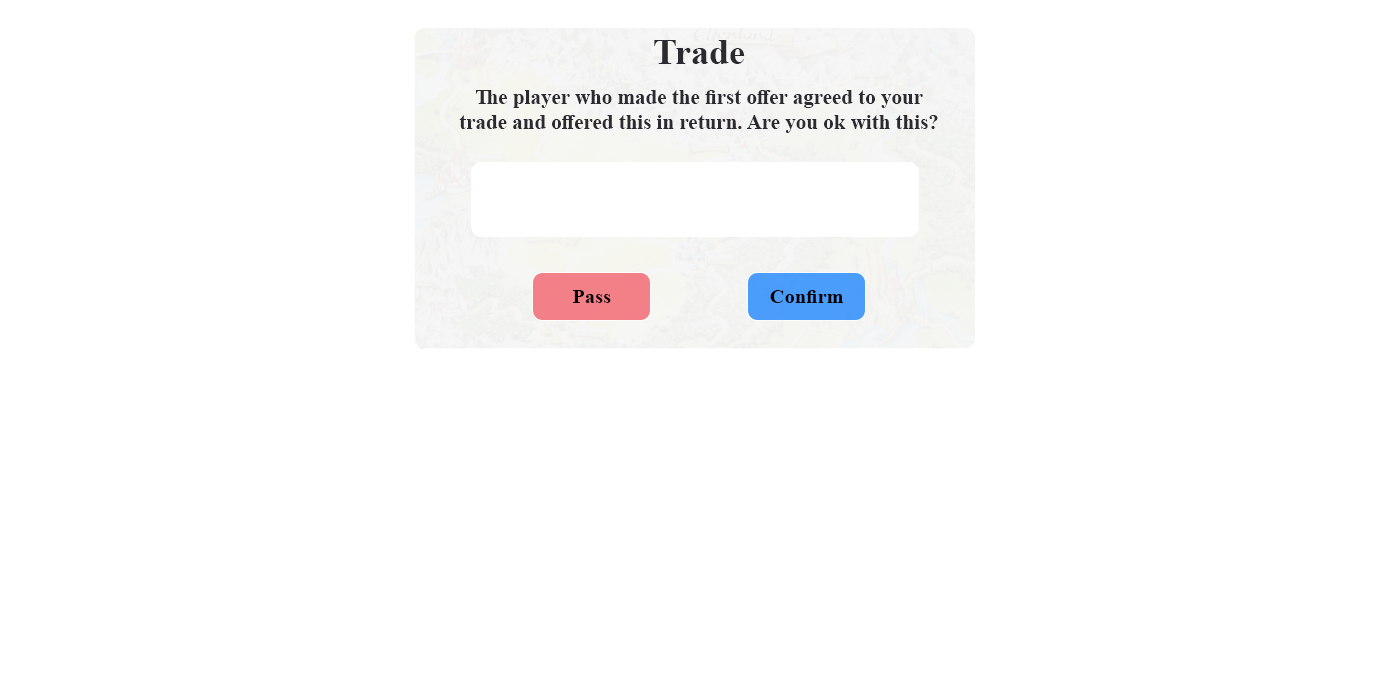 Elfenland
Trade
The player who made the first offer agreed to your
trade and offered this in return. Are you ok with this?
Pass
Confirm